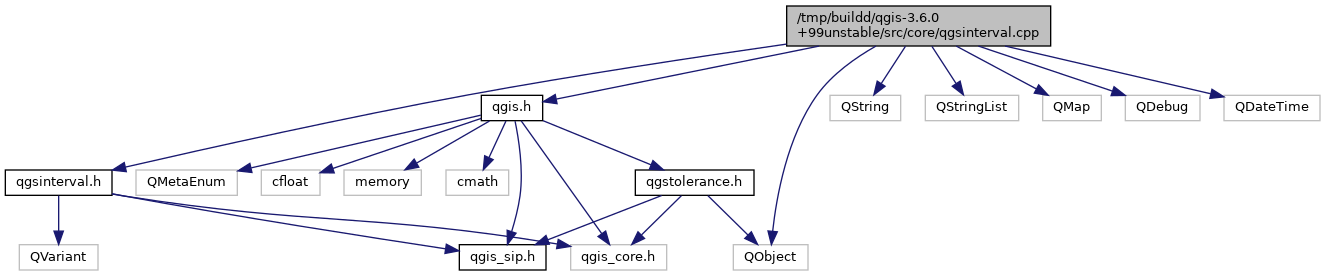 /tmp/buildd/qgis-3.6.0
+99unstable/src/core/qgsinterval.cpp
qgis.h
QString
QStringList
QMap
QDebug
QDateTime
qgsinterval.h
QMetaEnum
cfloat
memory
cmath
qgstolerance.h
QVariant
qgis_sip.h
qgis_core.h
QObject